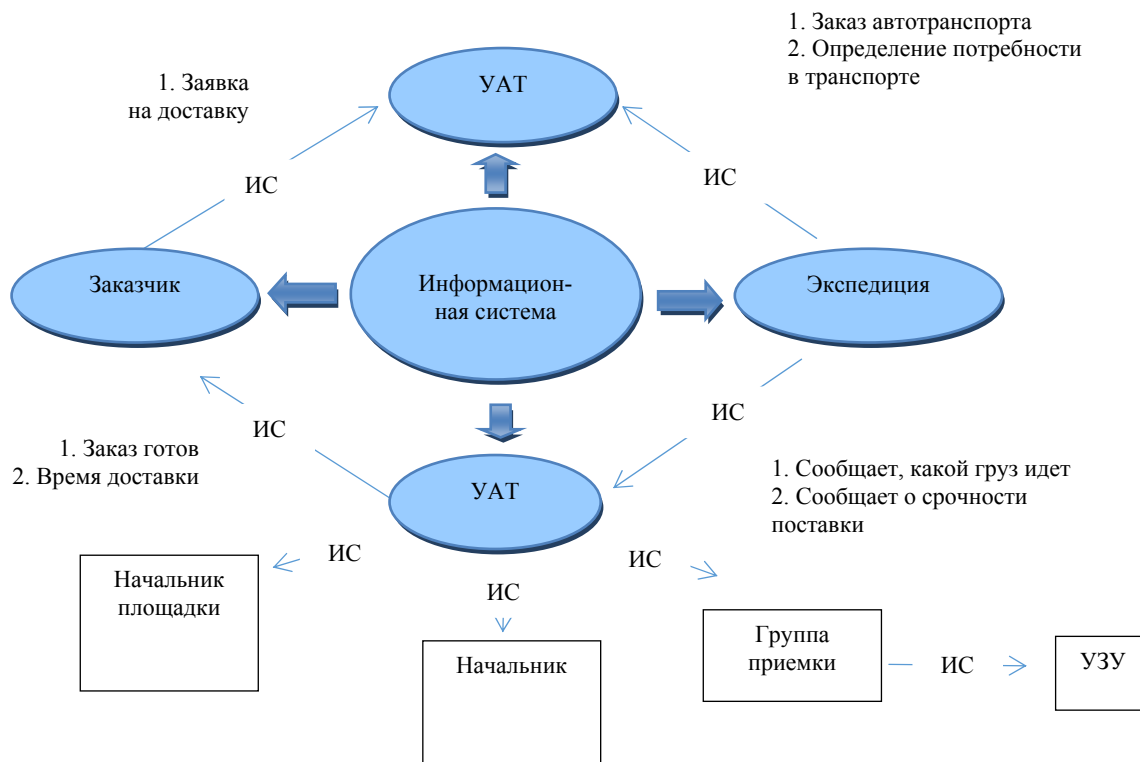 1. Заказ автотранспорта
2. Определение потребности
в транспорте
1. Заявка
на доставку
УАТ
ИС
ИС
Заказчик
Информацион-
ная система
Экспедиция
ИС
ИС
1. Заказ готов
2. Время доставки
УАТ
1. Сообщает, какой груз идет
2. Сообщает о срочности
поставки
ИС
ИС
ИС
Начальник
площадки
Начальник
Группа
приемки
ИС
УЗУ